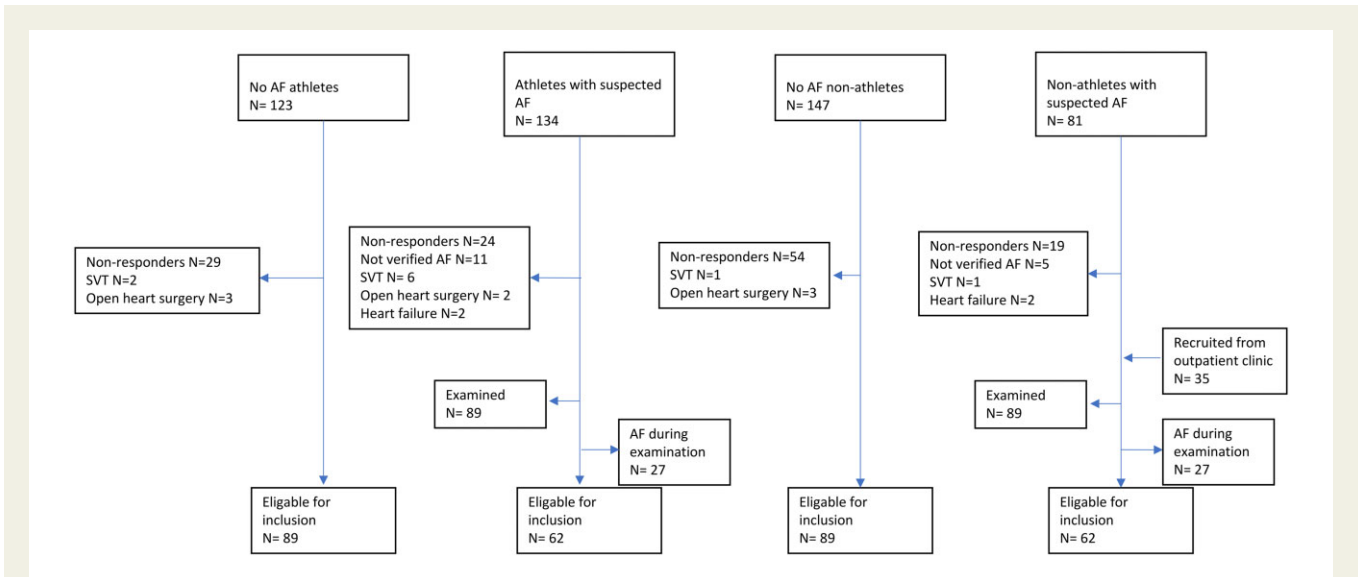 No AF athletes
N= 123
Athletes with suspected
AF
N= 134
No AF non-athletes
N= 147
Non-athletes with
suspected AF
N= 81
Non-responders N=29
SVT N=2
Open heart surgery N=3
Non-responders N=24
Not verified AF N=11
SVT N= 6
Open heart surgery N= 2
Heart failure N=2
Non-responders N=54
SVT N=1
Open heart surgery N=3
Non-responders N=19
Not verified AF N=5
SVT N=1
Heart failure N=2
Recruited from
outpatient clinic
N= 35
Examined
N= 89
Examined
N= 89
AF during
examination
N= 27
AF during
examination
N= 27
Eligable for
inclusion
N= 89
Eligable for
inclusion
N= 62
Eligable for
inclusion
N= 89
Eligable for
inclusion
N= 62